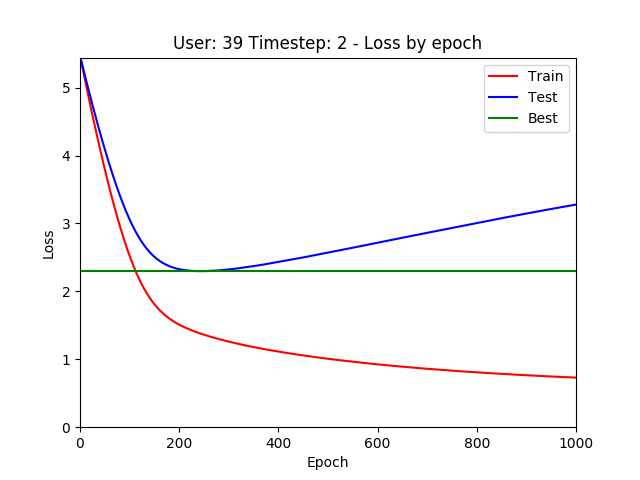 User: 39 Timestep: 2 - Loss by epoch
Train
Test
Best
Loss
5
4
3
2
1
0
0 200 400 600 800 1000
Epoch